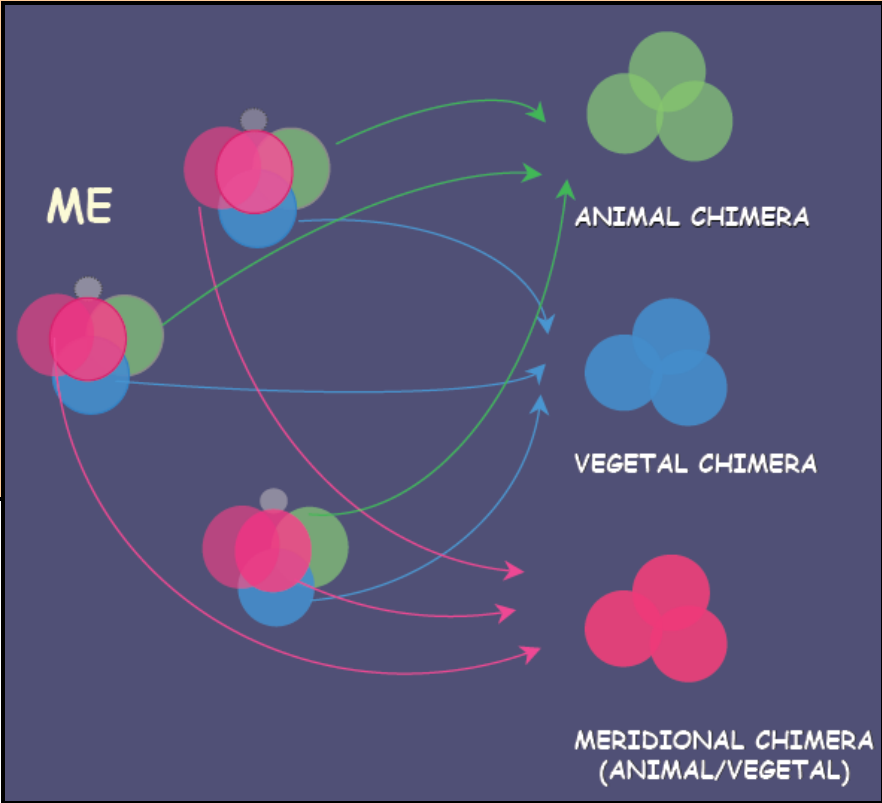 ME
ANIMAL CHIMERA
VEGETAL CHIMERA
MERIDIONAL CHIMERA
(ANIMAL/VEGETAL)